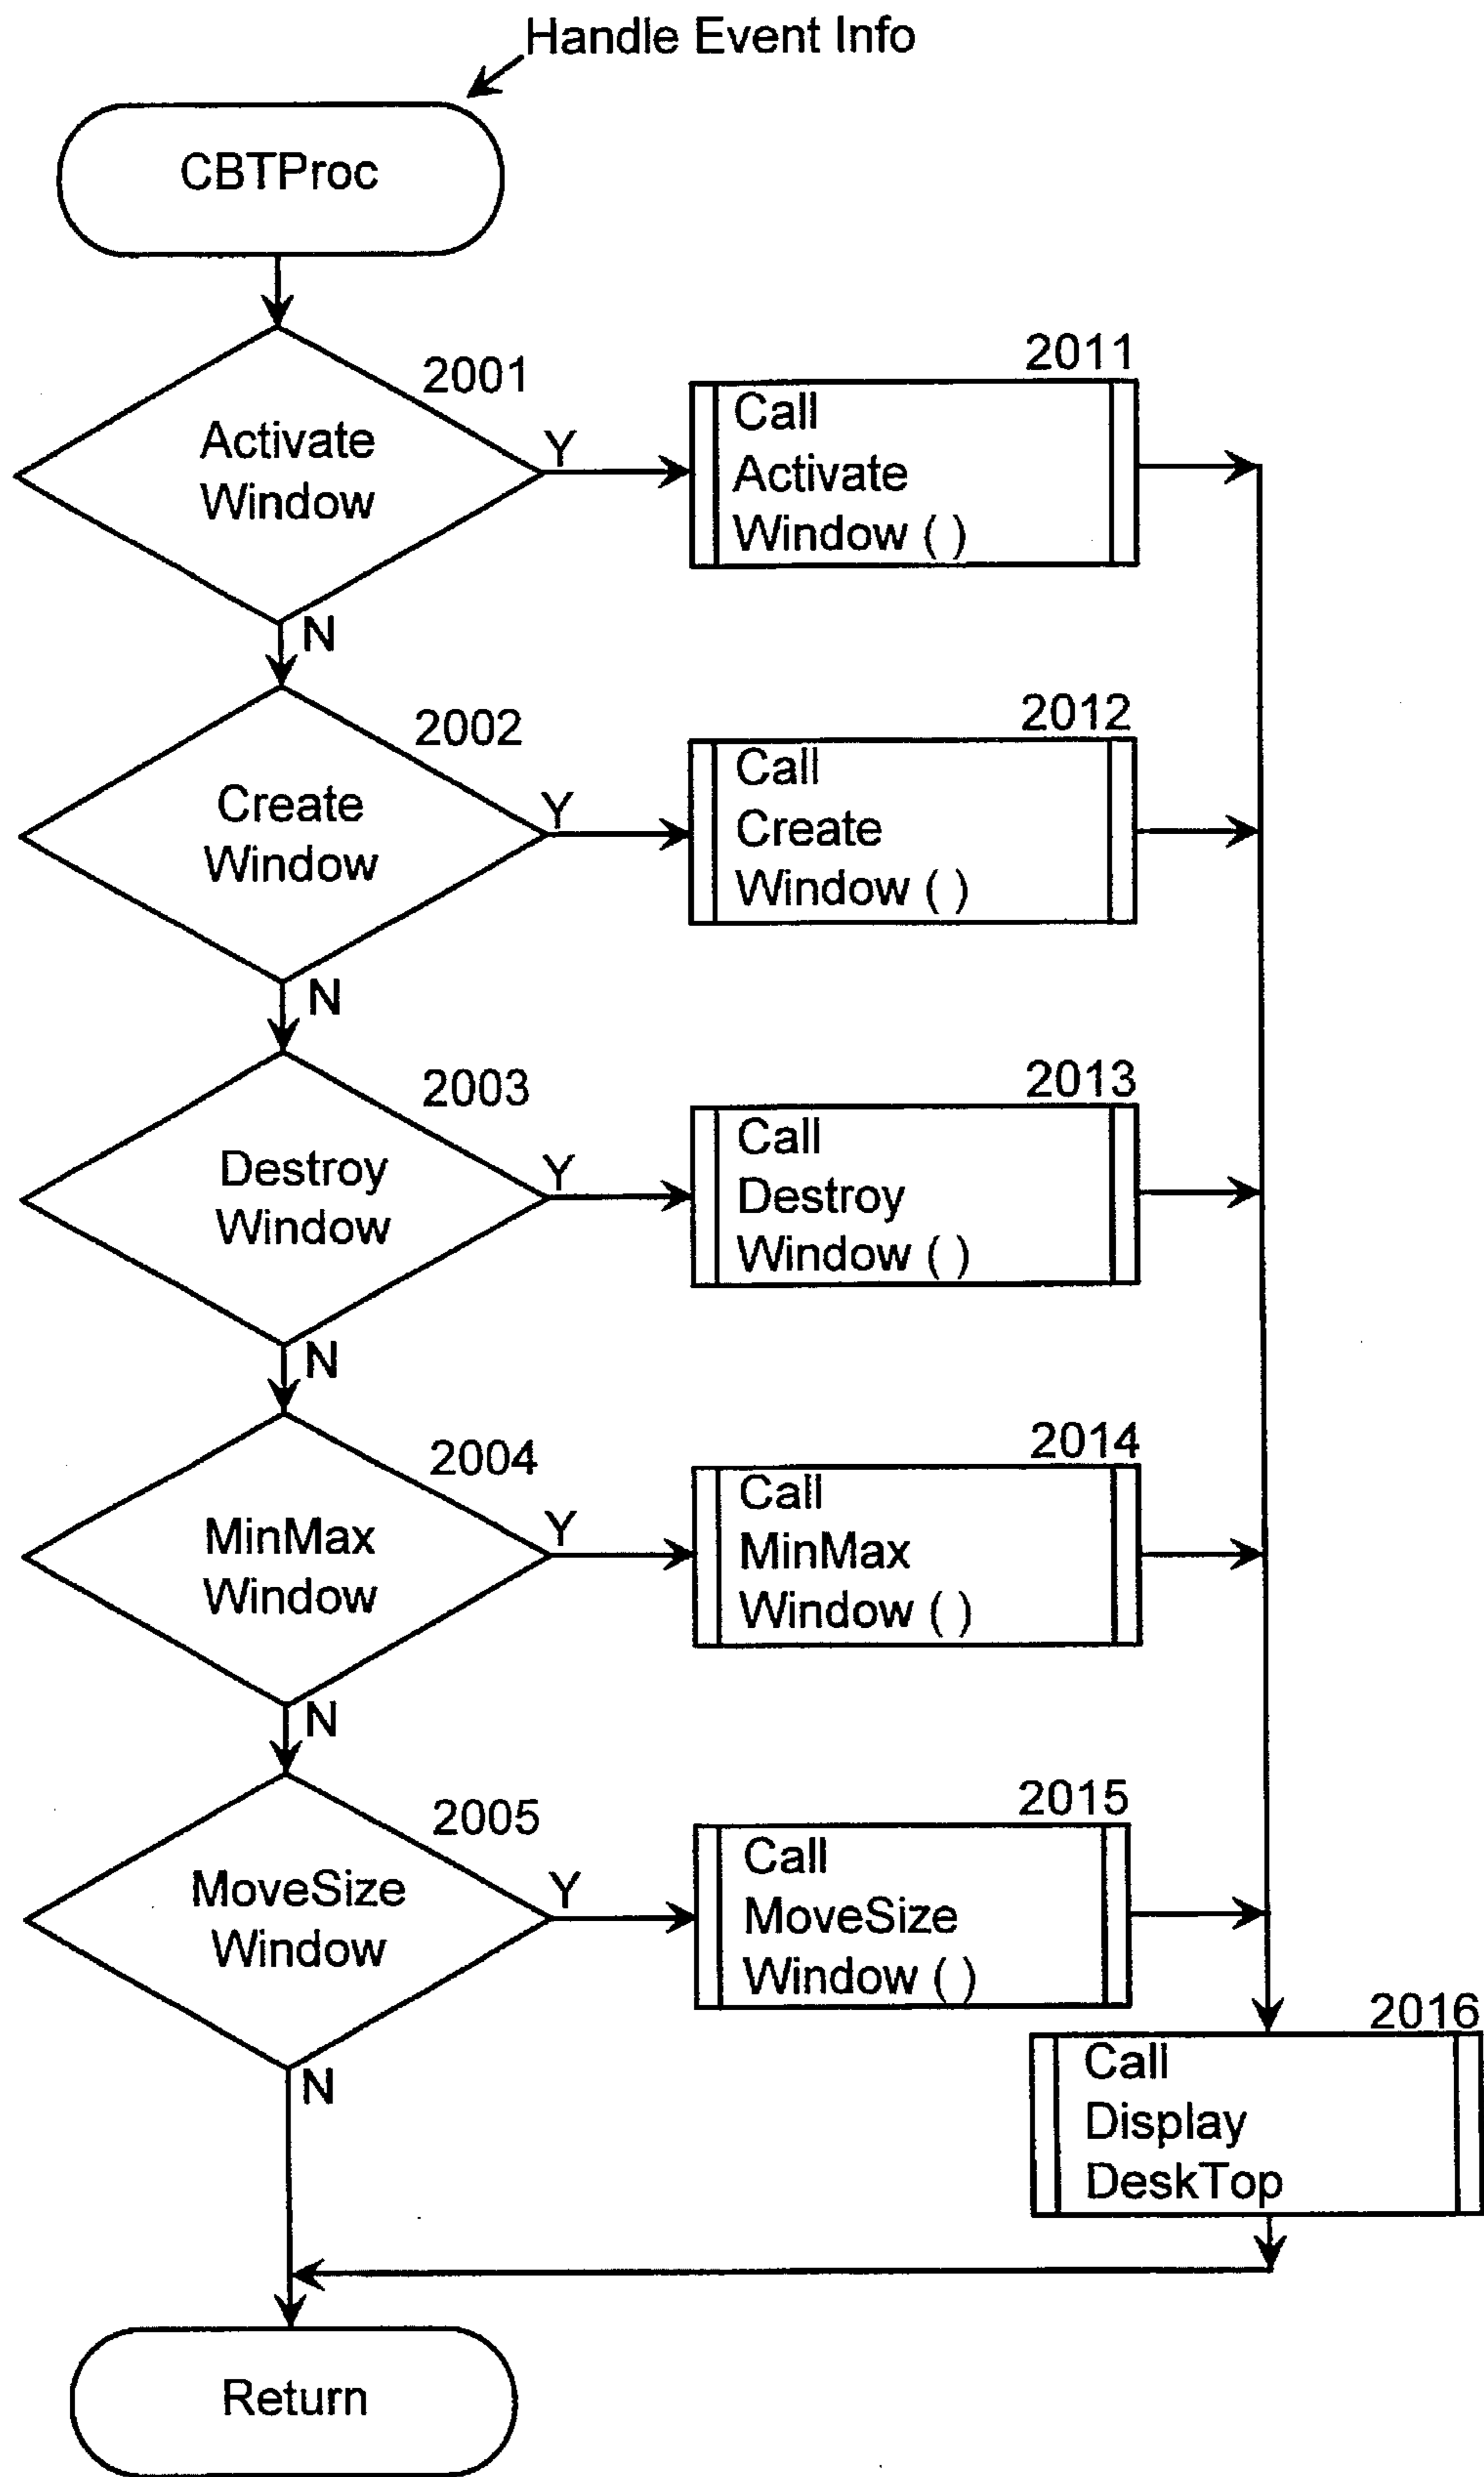 Handle Event Info
CBTProc
2001
Activate
Window
Y
N
2011
Call
Activate
Window ( )
2002
Create
Window
Y
N
2012
Call
Create
Window ( )
2003
Destroy
Window
Y
N
2013
Call
Destroy
Window ( )
2004
MinMax
Window
Y
N
2014
Call
MinMax
Window ( )
2005
MoveSize
Window
Y
N
2015
Call
MoveSize
Window ( )
2016
Call
Display
DeskTop
Return